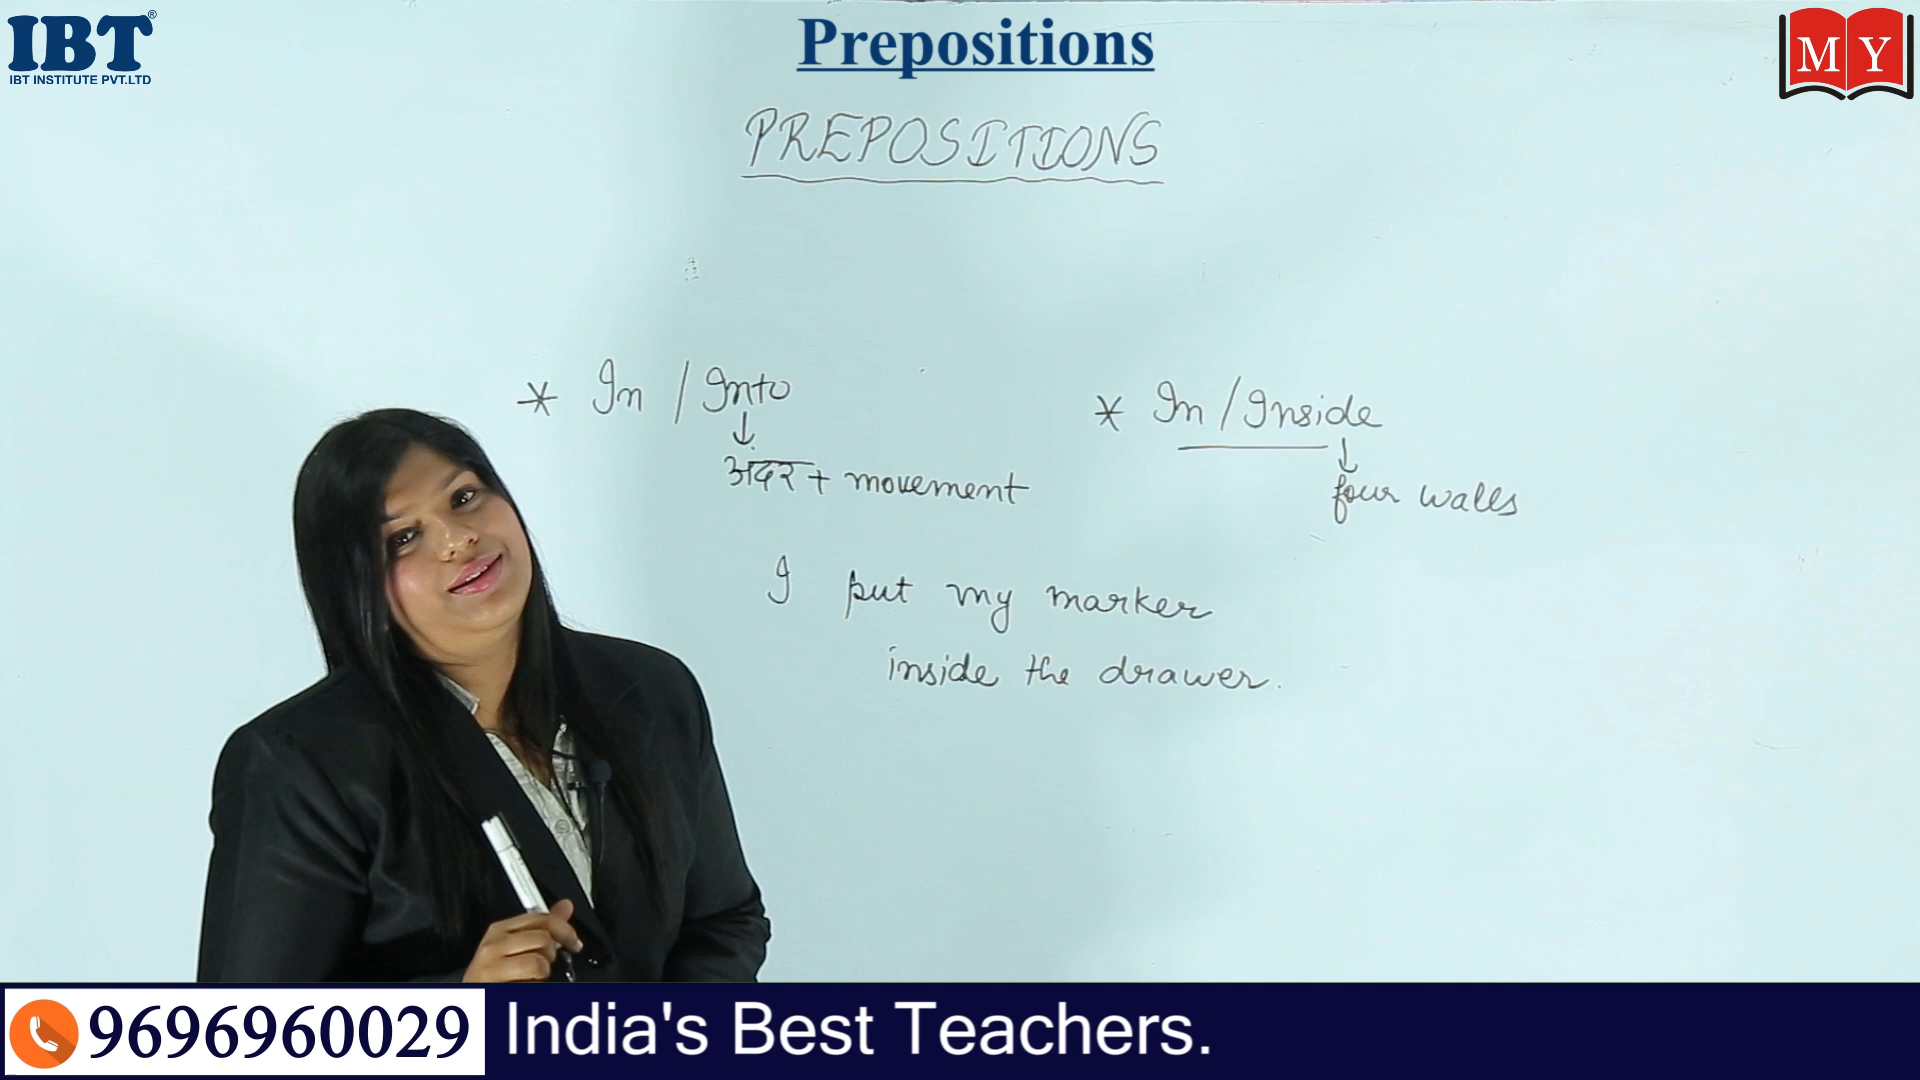 IBT®
IBT INSTITUTE PVT.LTD
Prepositions
M Y
PREPOSITIONS
* In / Into
↓
अंदर + movement
* In / Inside
↓
four walls
I put my marker
inside the drawer.
9696960029
India's Best Teachers.